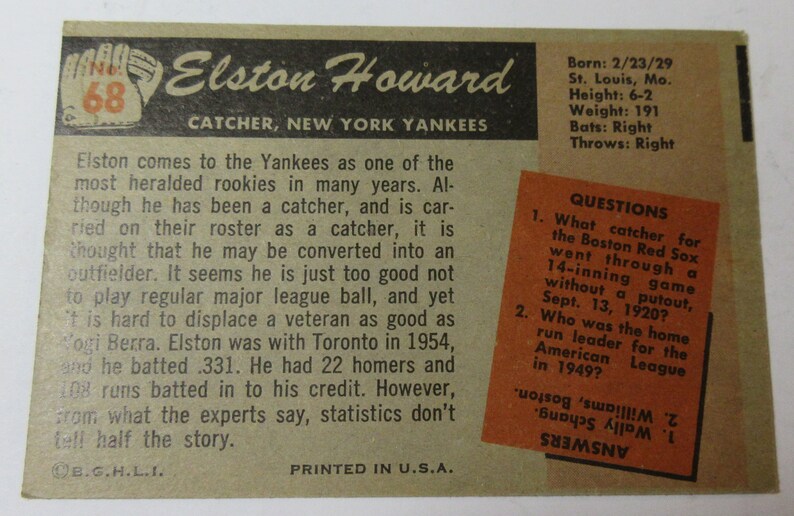 No.
68
Elston Howard
CATCHER, NEW YORK YANKEES
Elston comes to the Yankees as one of the
most heralded rookies in many years. Al-
though he has been a catcher, and is car-
ried on their roster as a catcher, it is
thought that he may be converted into an
outfielder. It seems he is just too good not
to play regular major league ball, and yet
it is hard to displace a veteran as good as
Yogi Berra. Elston was with Toronto in 1954,
and he batted .331. He had 22 homers and
108 runs batted in to his credit. However,
from what the experts say, statistics don't
tell half the story.
©B.G.H.L.I.
PRINTED IN U.S.A.
Born: 2/23/29
St. Louis, Mo.
Height: 6-2
Weight: 191
Bats: Right
Throws: Right
QUESTIONS
1. What catcher for
the Boston Red Sox
went through a
14-inning game
without a putout,
Sept. 13, 1920?
2. Who was the home
run leader for the
American League
in 1949?
ANSWERS
1. Wally Schang.
2. Williams, Boston.